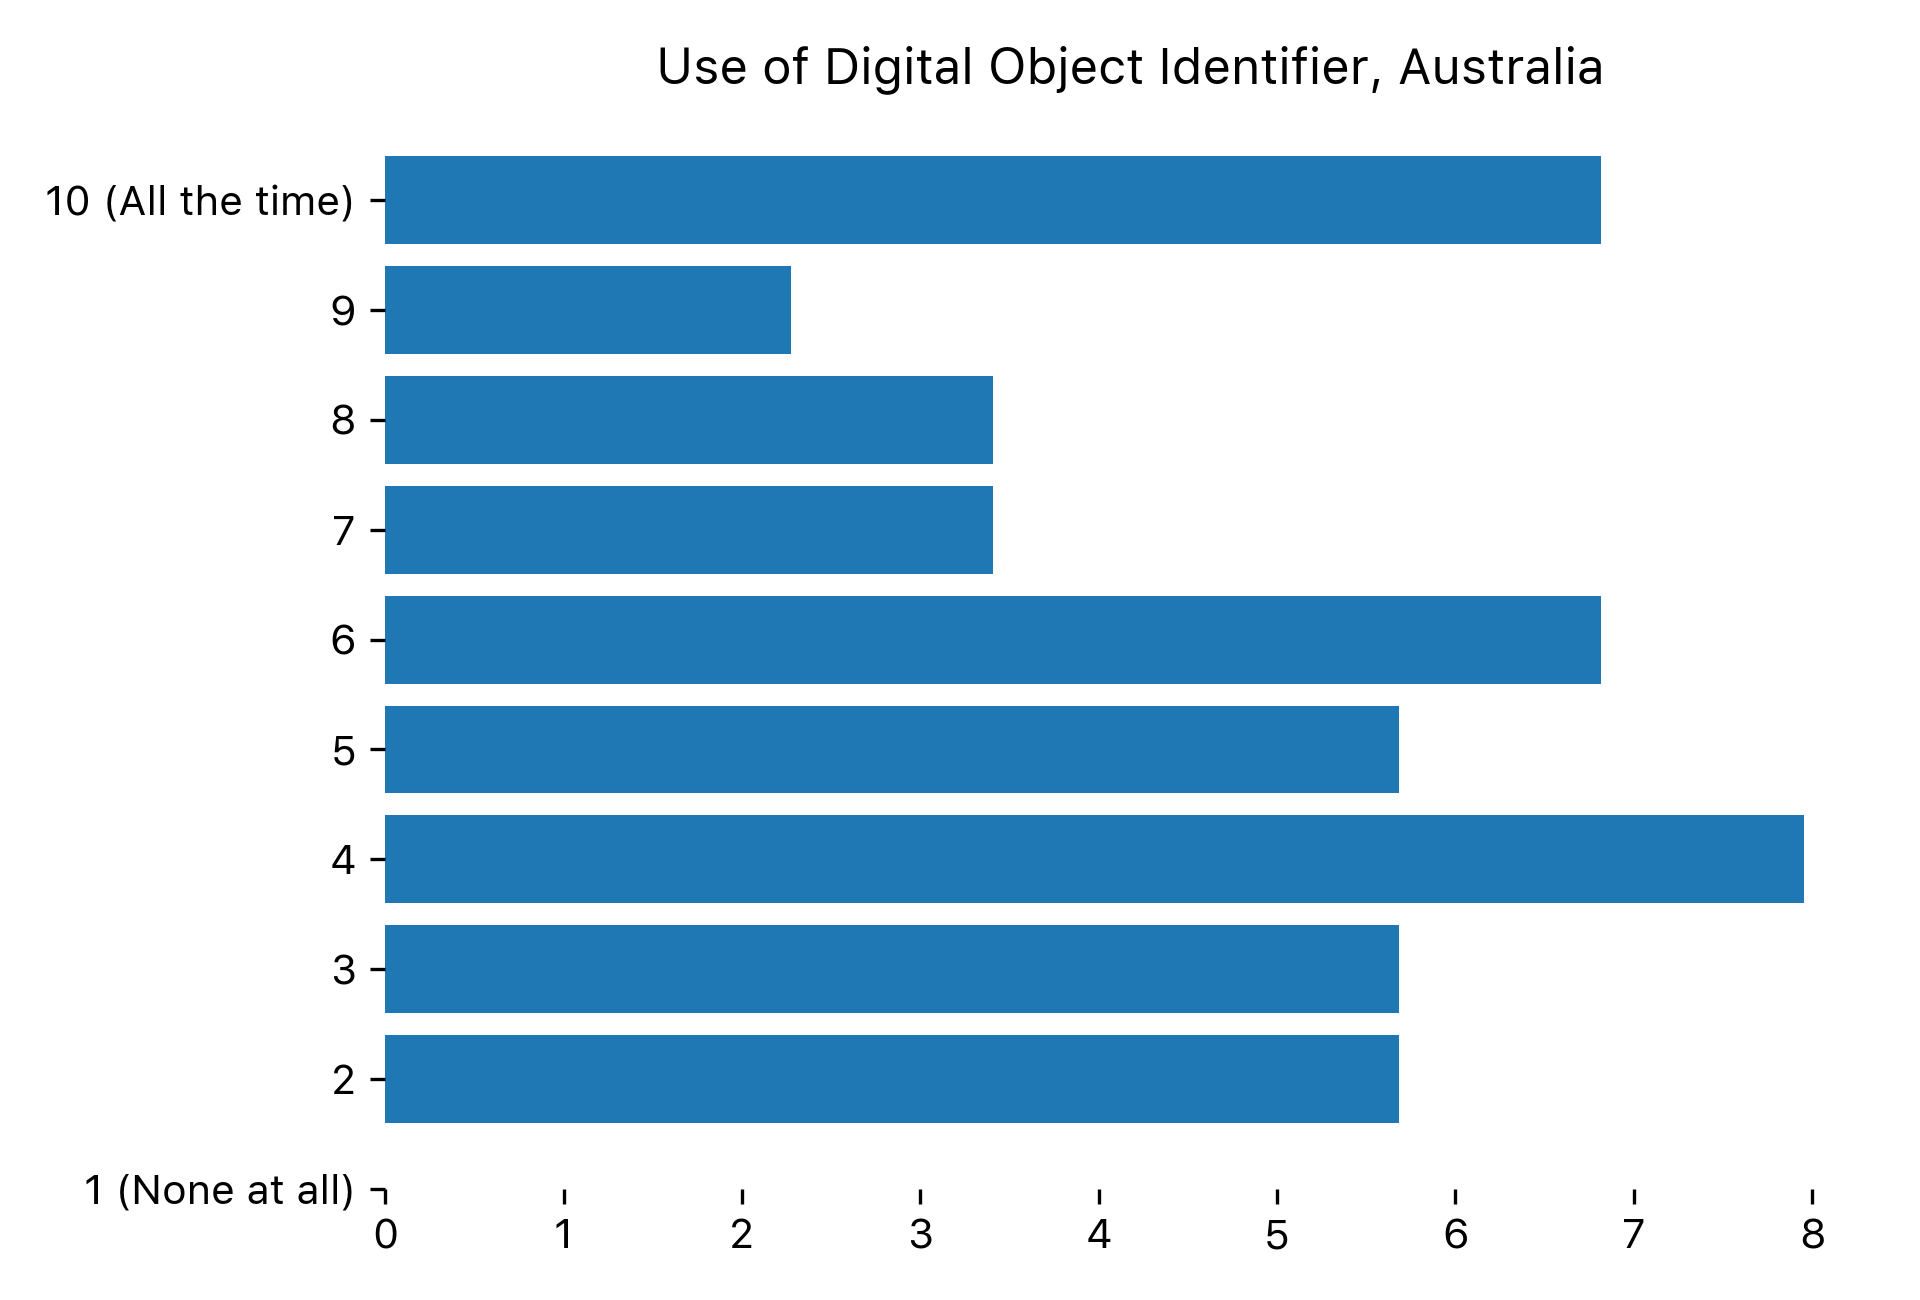 Use of Digital Object Identifier, Australia
10 (All the time)
9
8
7
6
5
4
3
2
1 (None at all)
0 1 2 3 4 5 6 7 8